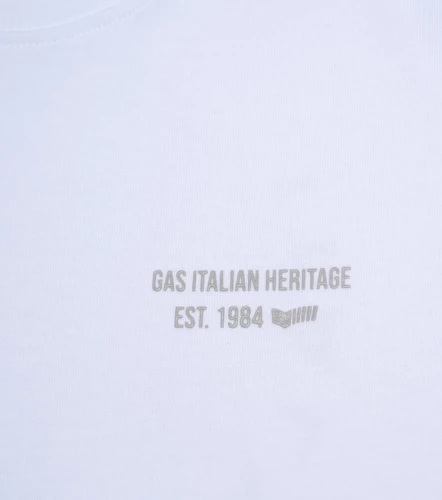 GAS ITALIAN HERITAGE
EST. 1984